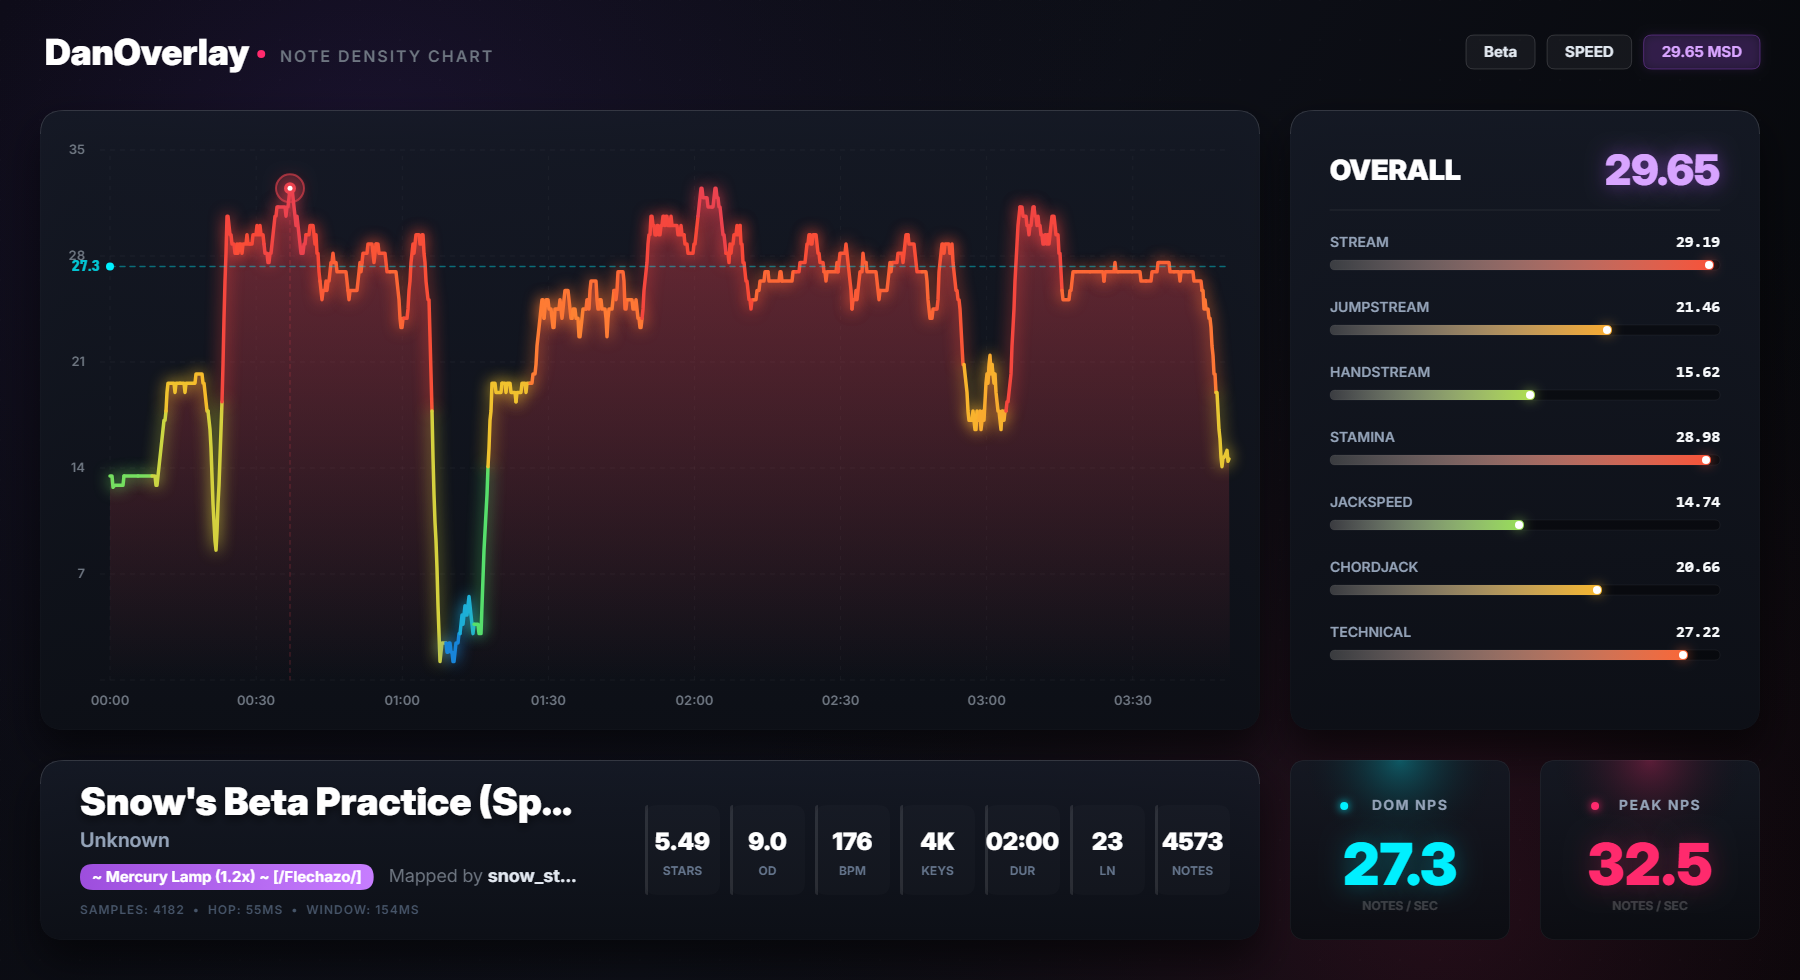 DanOverlay • NOTE DENSITY CHART
Beta
SPEED
29.65 MSD
35
28
27.3
21
14
7
00:00 00:30 01:00 01:30 02:00 02:30 03:00 03:30
OVERALL 29.65
STREAM 29.19
JUMPSTREAM 21.46
HANDSTREAM 15.62
STAMINA 28.98
JACKSPEED 14.74
CHORDJACK 20.66
TECHNICAL 27.22
Snow's Beta Practice (Sp...
Unknown
~ Mercury Lamp (1.2x) ~ [/Flechazo/] Mapped by snow_st...
SAMPLES: 4182 • HOP: 55MS • WINDOW: 154MS
5.49 9.0 176 4K 02:00 23 4573
STARS OD BPM KEYS DUR LN NOTES
DOM NPS
27.3
NOTES / SEC
PEAK NPS
32.5
NOTES / SEC